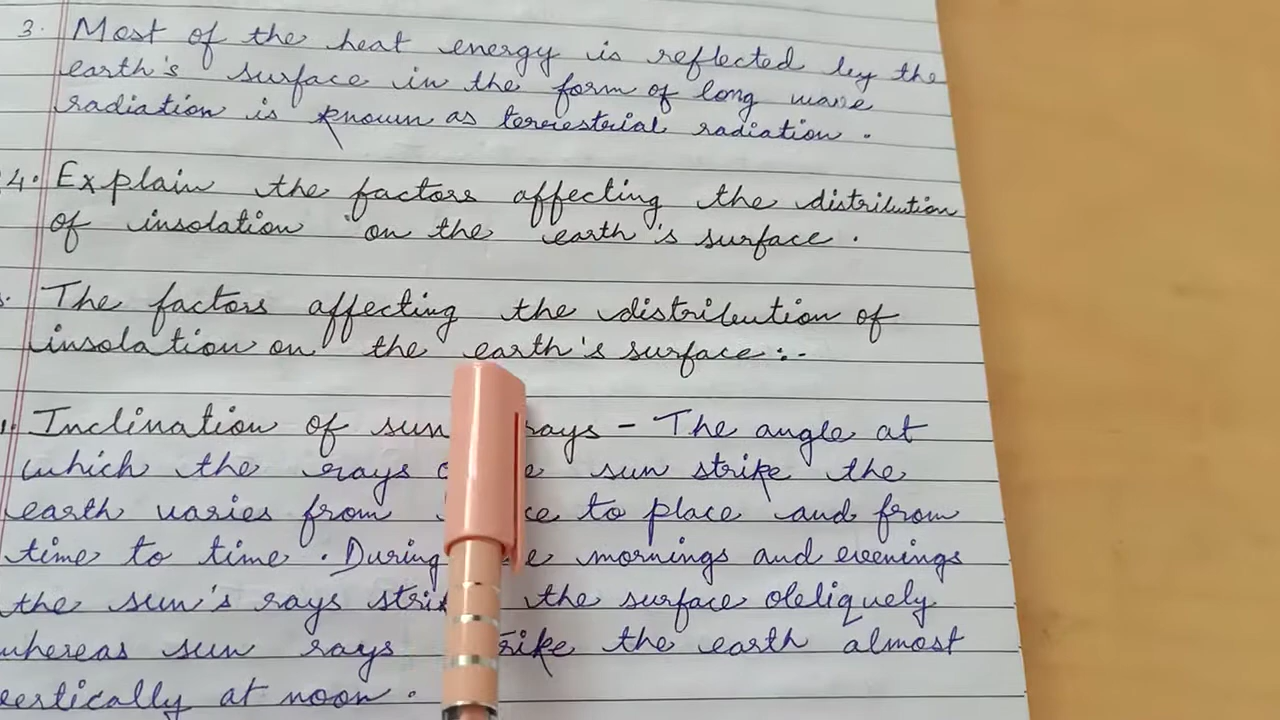 3. Most of the heat energy is reflected by the
earth's surface in the form of long wave
radiation is known as terrestrial radiation.
4. Explain the factors affecting the distribution
of insolation on the earth's surface.
The factors affecting the distribution of
insolation on the earth's surface:-
1. Inclination of sun rays - The angle at
which the rays sun strike the
earth varies from to place and from
time to time. During mornings and evenings
the sun's rays the surface obliquely
whereas sun rays the earth almost
vertically at noon.